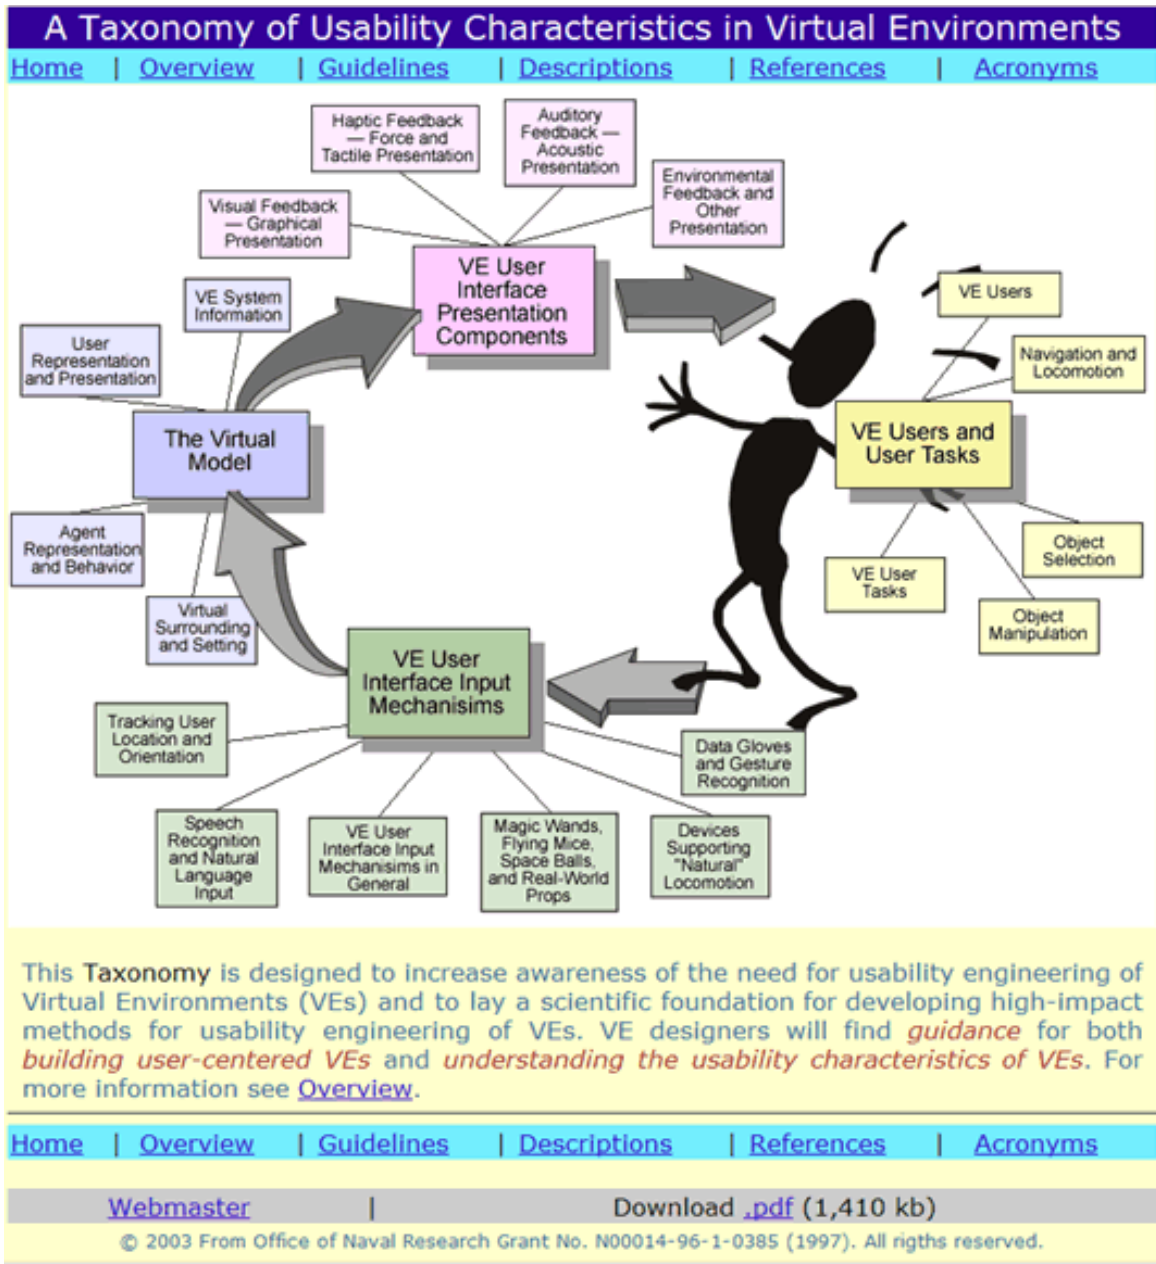 A Taxonomy of Usability Characteristics in Virtual Environments
Home | Overview | Guidelines | Descriptions | References | Acronyms
Haptic Feedback
— Force and
Tactile Presentation
Auditory
Feedback —
Acoustic
Presentation
Environmental
Feedback and
Other
Presentation
Visual Feedback
— Graphical
Presentation
VE User
Interface
Presentation
Components
VE System
Information
User
Representation
and Presentation
The Virtual
Model
Agent
Representation
and Behavior
Virtual
Surrounding
and Setting
VE Users
Navigation and
Locomotion
VE Users and
User Tasks
VE User
Tasks
Object
Selection
Object
Manipulation
VE User
Interface Input
Mechanisims
Tracking User
Location and
Orientation
Speech
Recognition
and Natural
Language
Input
VE User
Interface Input
Mechanisims in
General
Magic Wands,
Flying Mice,
Space Balls,
and Real-World
Props
Devices
Supporting
"Natural"
Locomotion
Data Gloves
and Gesture
Recognition
This Taxonomy is designed to increase awareness of the need for usability engineering of
Virtual Environments (VEs) and to lay a scientific foundation for developing high-impact
methods for usability engineering of VEs. VE designers will find guidance for both
building user-centered VEs and understanding the usability characteristics of VEs. For
more information see Overview.
Home | Overview | Guidelines | Descriptions | References | Acronyms
Webmaster | Download .pdf (1,410 kb)
© 2003 From Office of Naval Research Grant No. N00014-96-1-0385 (1997). All rigths reserved.